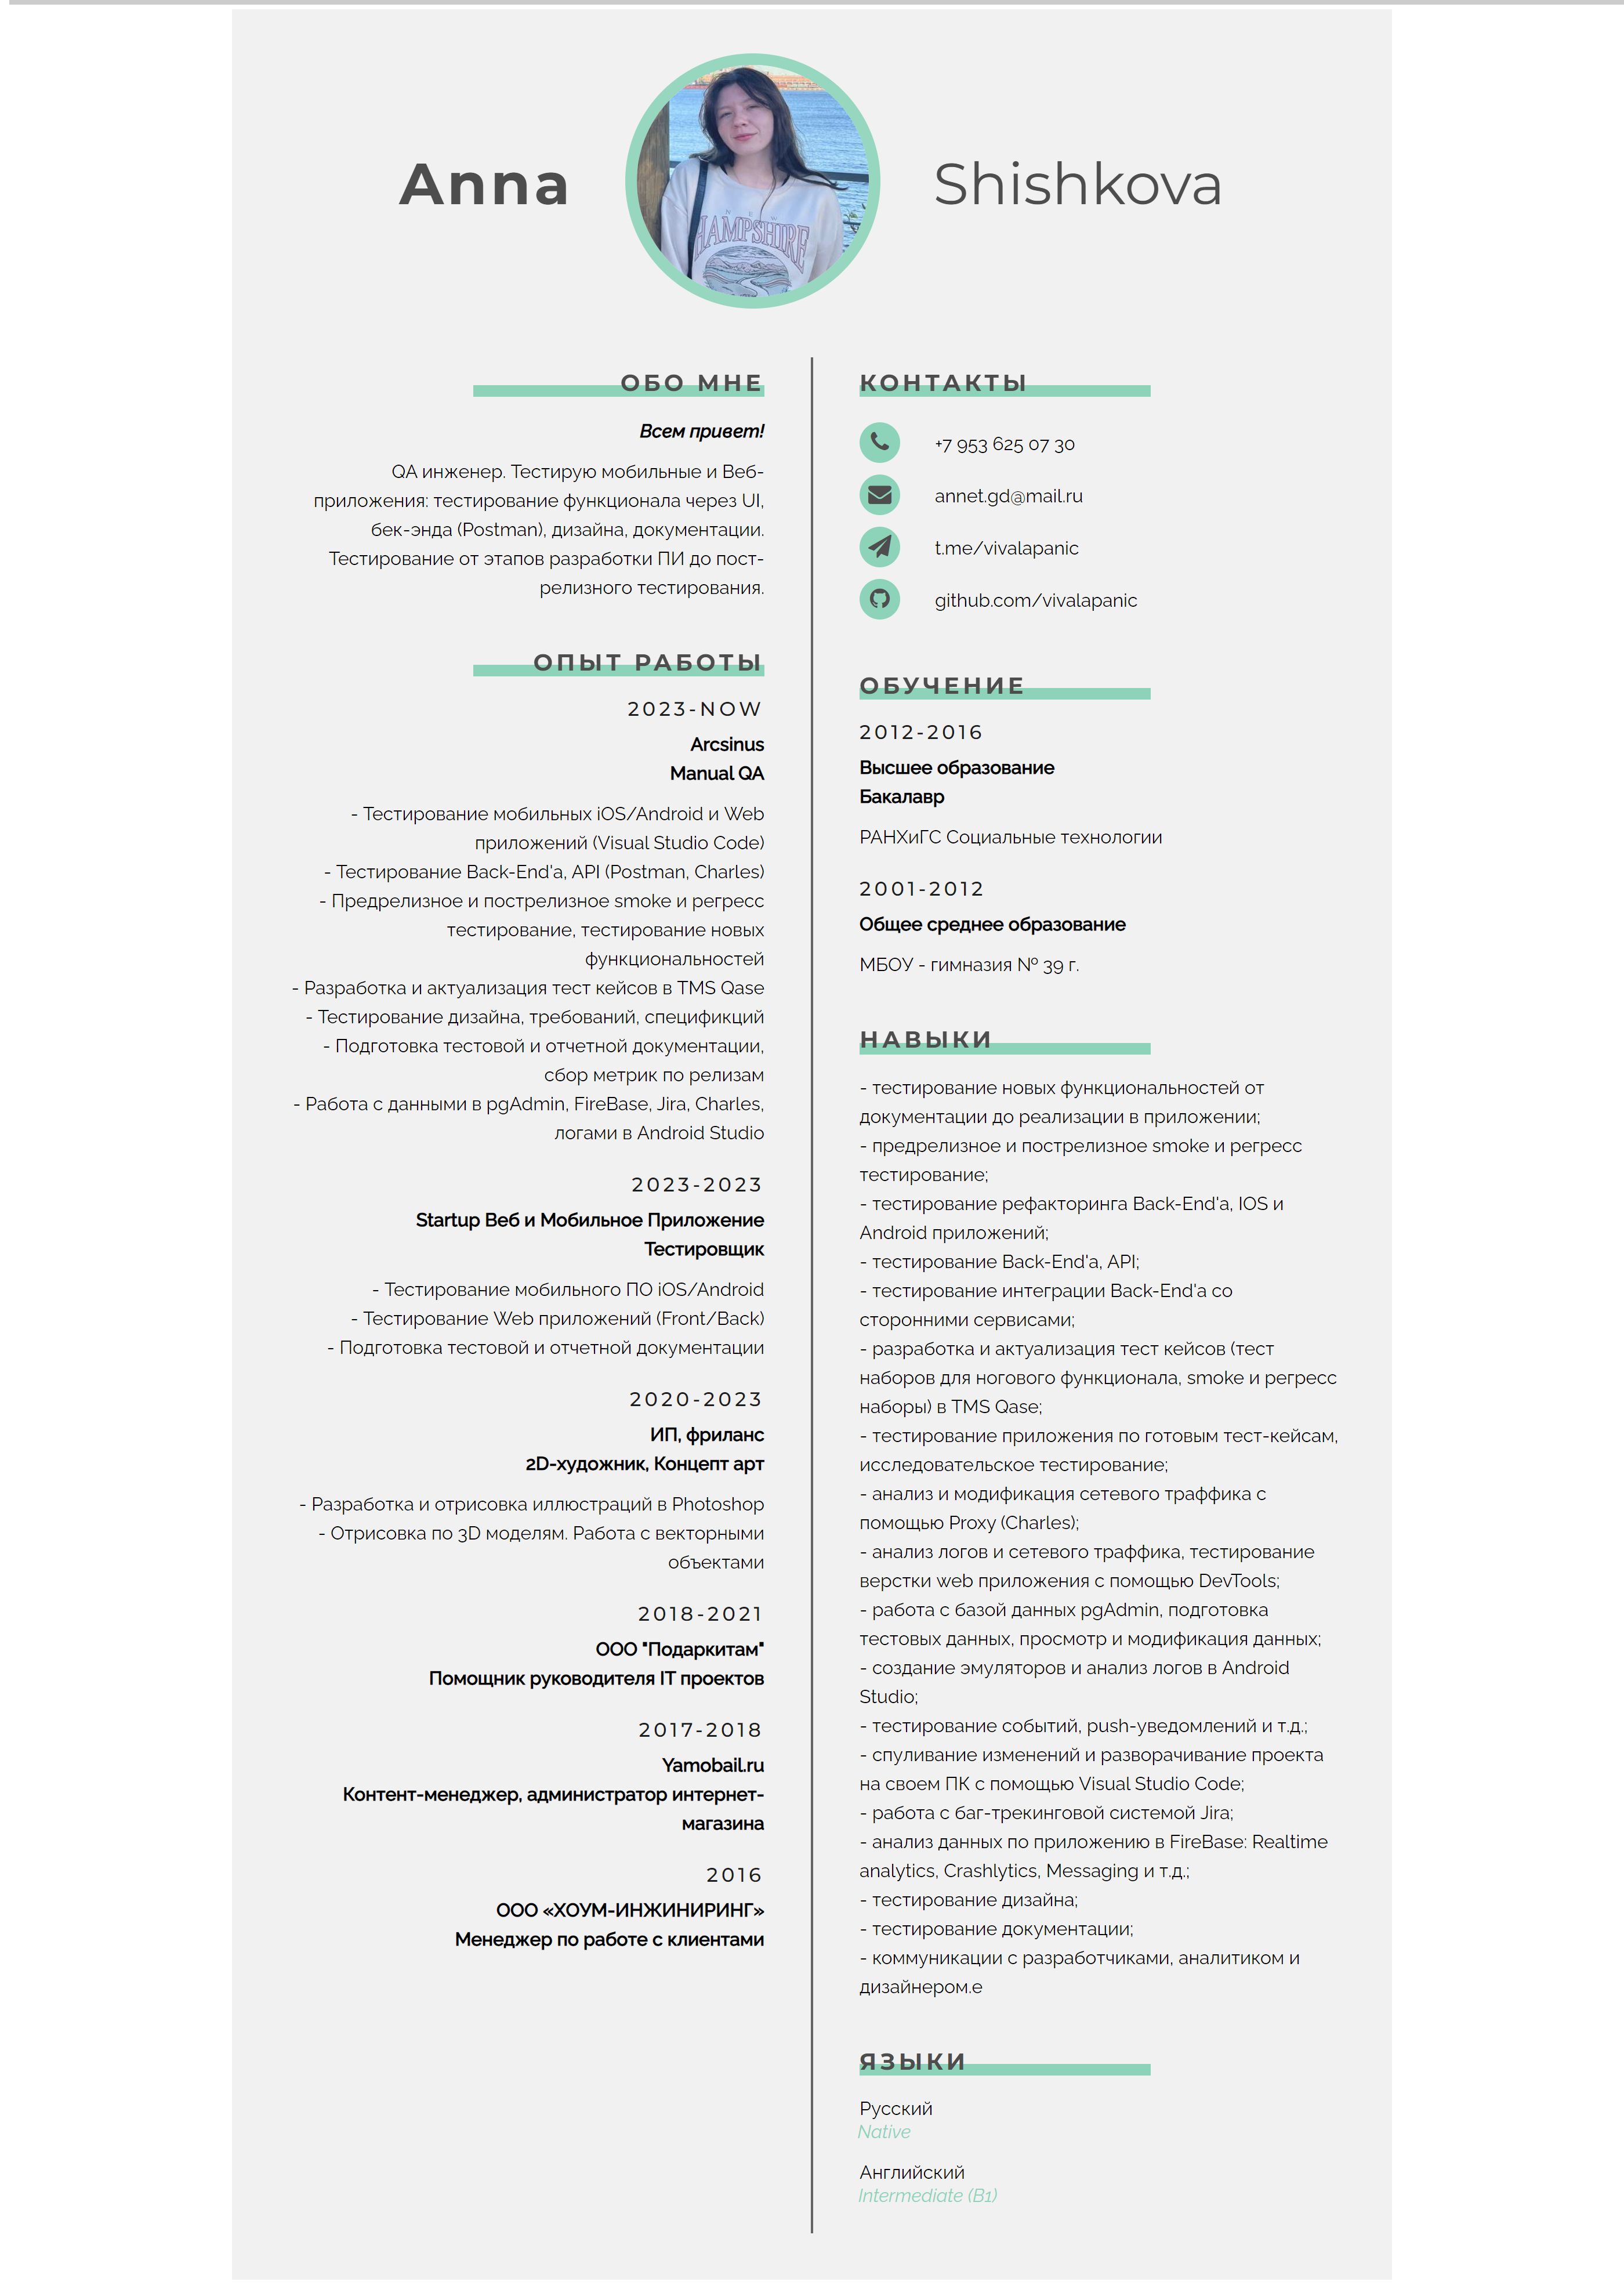 Anna
Shishkova
NEW
HAMPSHIRE
ОБО МНЕ
Всем привет!
QA инженер. Тестирую мобильные и Веб-
приложения: тестирование функционала через UI,
бек-энда (Postman), дизайна, документации.
Тестирование от этапов разработки ПИ до пост-
релизного тестирования.
ОПЫТ РАБОТЫ
2023-NOW
Arcsinus
Manual QA
- Тестирование мобильных iOS/Android и Web
приложений (Visual Studio Code)
- Тестирование Back-End'a, API (Postman, Charles)
- Предрелизное и пострелизное smoke и регресс
тестирование, тестирование новых
функциональностей
- Разработка и актуализация тест кейсов в TMS Qase
- Тестирование дизайна, требований, спецификций
- Подготовка тестовой и отчетной документации,
сбор метрик по релизам
- Работа с данными в pgAdmin, FireBase, Jira, Charles,
логами в Android Studio
2023-2023
Startup Веб и Мобильное Приложение
Тестировщик
- Тестирование мобильного ПО iOS/Android
- Тестирование Web приложений (Front/Back)
- Подготовка тестовой и отчетной документации
2020-2023
ИП, фриланс
2D-художник, Концепт арт
- Разработка и отрисовка иллюстраций в Photoshop
- Отрисовка по 3D моделям. Работа с векторными
объектами
2018-2021
ООО "Подаркитам"
Помощник руководителя IT проектов
2017-2018
Yamobail.ru
Контент-менеджер, администратор интернет-
магазина
2016
ООО «ХОУМ-ИНЖИНИРИНГ»
Менеджер по работе с клиентами
КОНТАКТЫ
+7 953 625 07 30
annet.gd@mail.ru
t.me/vivalapanic
github.com/vivalapanic
ОБУЧЕНИЕ
2012-2016
Высшее образование
Бакалавр
РАНХиГС Социальные технологии
2001-2012
Общее среднее образование
МБОУ - гимназия № 39 г.
НАВЫКИ
- тестирование новых функциональностей от
документации до реализации в приложении;
- предрелизное и пострелизное smoke и регресс
тестирование;
- тестирование рефакторинга Back-End'a, IOS и
Android приложений;
- тестирование Back-End'a, API;
- тестирование интеграции Back-End'a со
сторонними сервисами;
- разработка и актуализация тест кейсов (тест
наборов для ногового функционала, smoke и регресс
наборы) в TMS Qase;
- тестирование приложения по готовым тест-кейсам,
исследовательское тестирование;
- анализ и модификация сетевого траффика с
помощью Proxy (Charles);
- анализ логов и сетевого траффика, тестирование
верстки web приложения с помощью DevTools;
- работа с базой данных pgAdmin, подготовка
тестовых данных, просмотр и модификация данных;
- создание эмуляторов и анализ логов в Android
Studio;
- тестирование событий, push-уведомлений и т.д.;
- спуливание изменений и разворачивание проекта
на своем ПК с помощью Visual Studio Code;
- работа с баг-трекинговой системой Jira;
- анализ данных по приложению в FireBase: Realtime
analytics, Crashlytics, Messaging и т.д.;
- тестирование дизайна;
- тестирование документации;
- коммуникации с разработчиками, аналитиком и
дизайнером.е
ЯЗЫКИ
Русский
Native
Английский
Intermediate (B1)